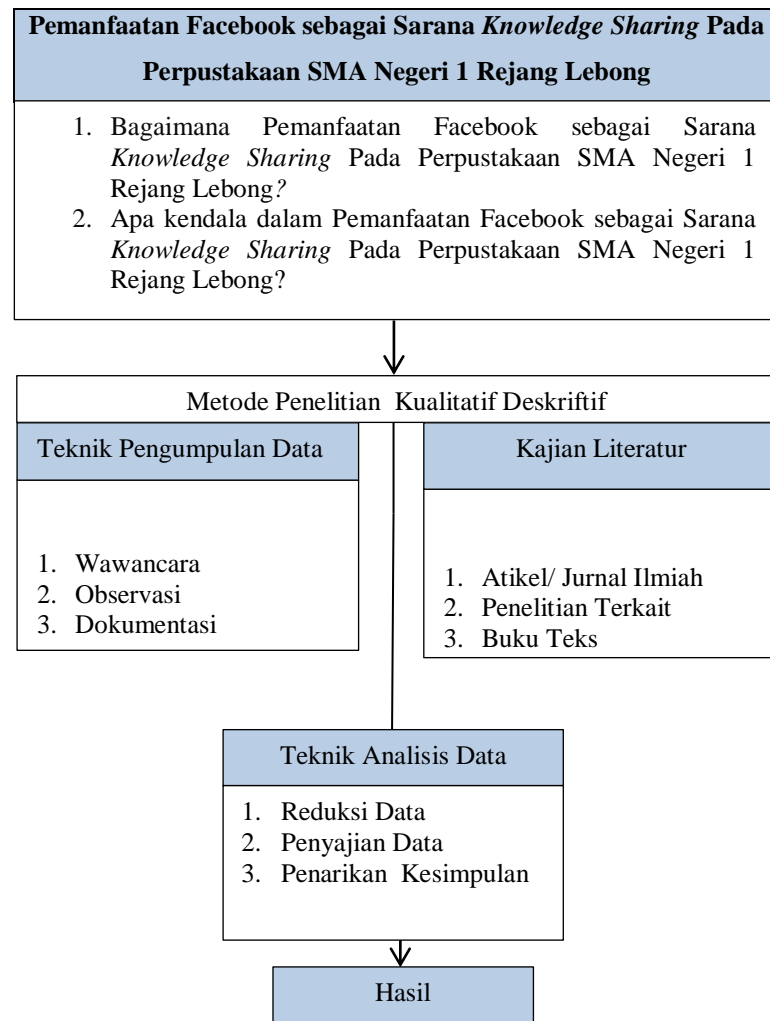 Pemanfaatan Facebook sebagai Sarana Knowledge Sharing Pada
Perpustakaan SMA Negeri 1 Rejang Lebong
1. Bagaimana Pemanfaatan Facebook sebagai Sarana
Knowledge Sharing Pada Perpustakaan SMA Negeri 1
Rejang Lebong?
2. Apa kendala dalam Pemanfaatan Facebook sebagai Sarana
Knowledge Sharing Pada Perpustakaan SMA Negeri 1
Rejang Lebong?
Metode Penelitian Kualitatif Deskriftif
Teknik Pengumpulan Data
1. Wawancara
2. Observasi
3. Dokumentasi
Kajian Literatur
1. Atikel/ Jurnal Ilmiah
2. Penelitian Terkait
3. Buku Teks
Teknik Analisis Data
1. Reduksi Data
2. Penyajian Data
3. Penarikan Kesimpulan
Hasil